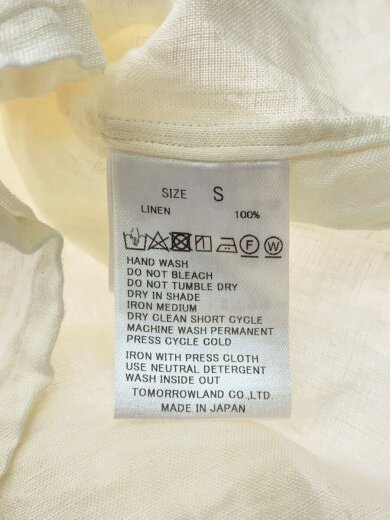 SIZE S
LINEN 100%
F W
HAND WASH
DO NOT BLEACH
DO NOT TUMBLE DRY
DRY IN SHADE
IRON MEDIUM
DRY CLEAN SHORT CYCLE
MACHINE WASH PERMANENT
PRESS CYCLE COLD
IRON WITH PRESS CLOTH
USE NEUTRAL DETERGENT
WASH INSIDE OUT
TOMORROWLAND CO.,LTD
MADE IN JAPAN